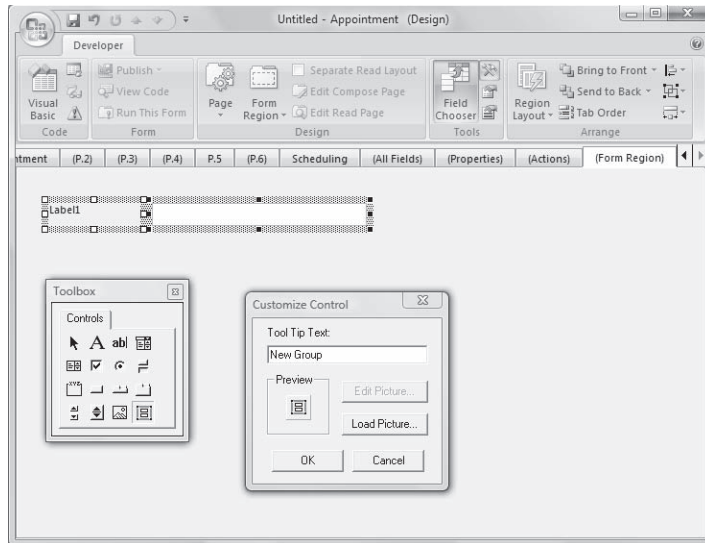 Untitled - Appointment (Design)
Developer
Visual Basic
Code
Publish
View Code
Run This Form
Form
Page
Form Region
Separate Read Layout
Edit Compose Page
Edit Read Page
Design
Field Chooser
Tools
Region Layout
Bring to Front
Send to Back
Tab Order
Arrange
ntment (P.2) (P.3) (P.4) P.5 (P.6) Scheduling (All Fields) (Properties) (Actions) (Form Region)
Label1
Toolbox
Controls
A ab
XYZ
Customize Control
Tool Tip Text:
New Group
Preview
Edit Picture...
Load Picture...
OK Cancel